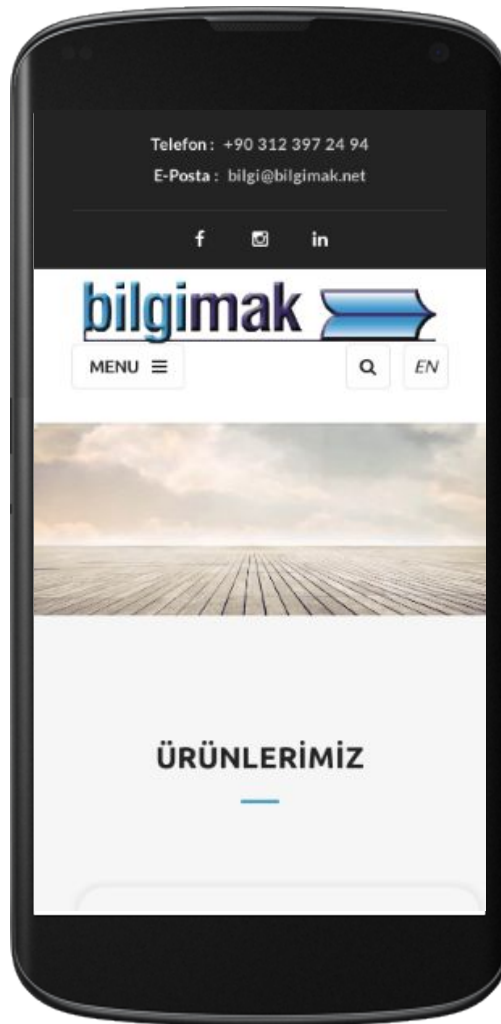 Telefon : +90 312 397 24 94
E-Posta : bilgi@bilgimak.net
f in
bilgimak
MENU EN
ÜRÜNLERİMİZ